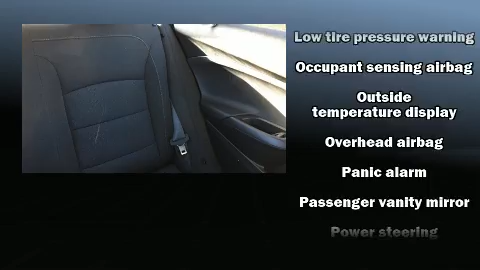 Low tire pressure warning
Occupant sensing airbag
Outside
temperature display
Overhead airbag
Panic alarm
Passenger vanity mirror
Power steering